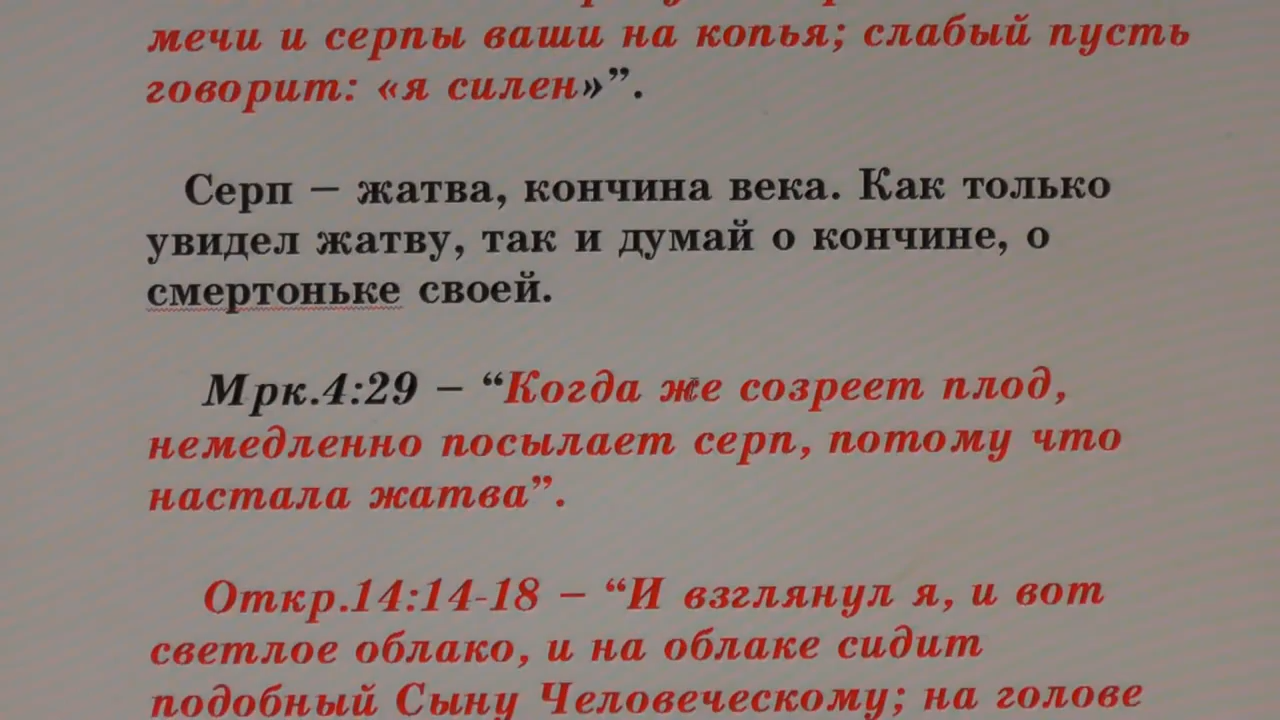 мечи и серпы ваши на копья; слабый пусть
говорит: «я силен»”.
Серп – жатва, кончина века. Как только
увидел жатву, так и думай о кончине, о
смертоньке своей.
Мрк.4:29 – “Когда же созреет плод,
немедленно посылает серп, потому что
настала жатва”.
Откр.14:14-18 – “И взглянул я, и вот
светлое облако, и на облаке сидит
подобный Сыну Человеческому; на голове